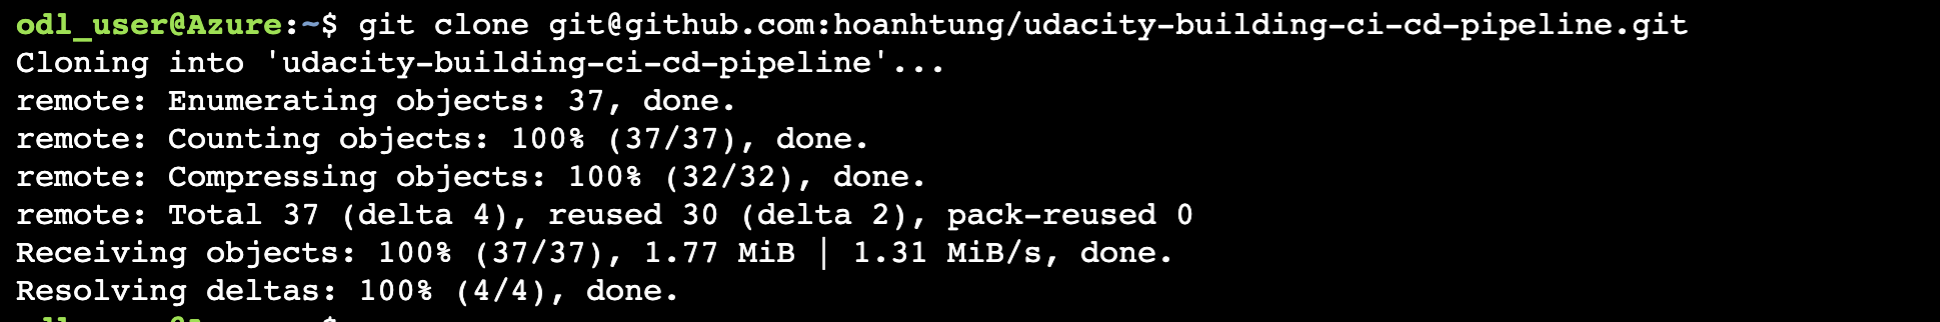 odl_user@Azure:~$ git clone git@github.com:hoanhtung/udacity-building-ci-cd-pipeline.git
Cloning into 'udacity-building-ci-cd-pipeline'...
remote: Enumerating objects: 37, done.
remote: Counting objects: 100% (37/37), done.
remote: Compressing objects: 100% (32/32), done.
remote: Total 37 (delta 4), reused 30 (delta 2), pack-reused 0
Receiving objects: 100% (37/37), 1.77 MiB | 1.31 MiB/s, done.
Resolving deltas: 100% (4/4), done.